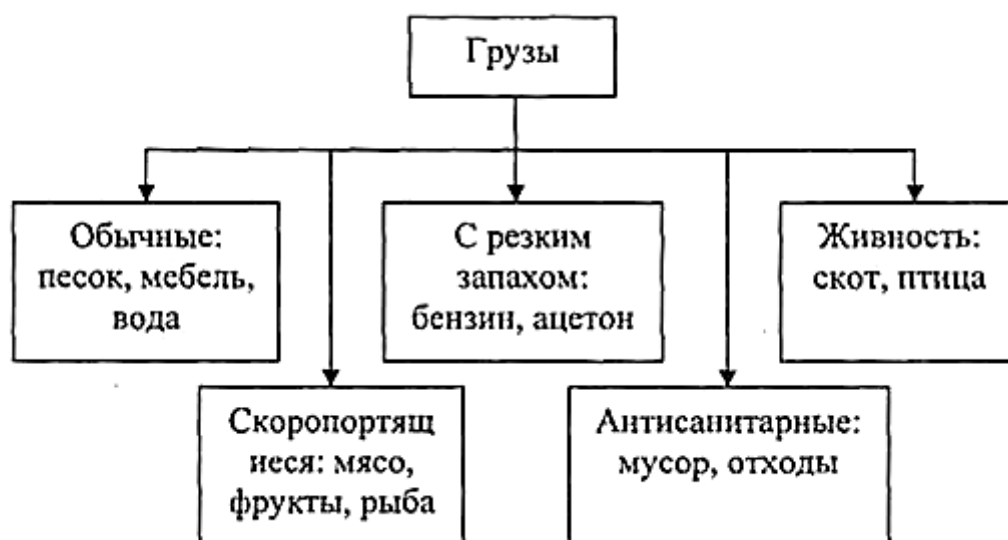 Грузы
Обычные:
песок, мебель,
вода
С резким
запахом:
бензин, ацетон
Живность:
скот, птица
Скоропортящ
иеся: мясо,
фрукты, рыба
Антисанитарные:
мусор, отходы